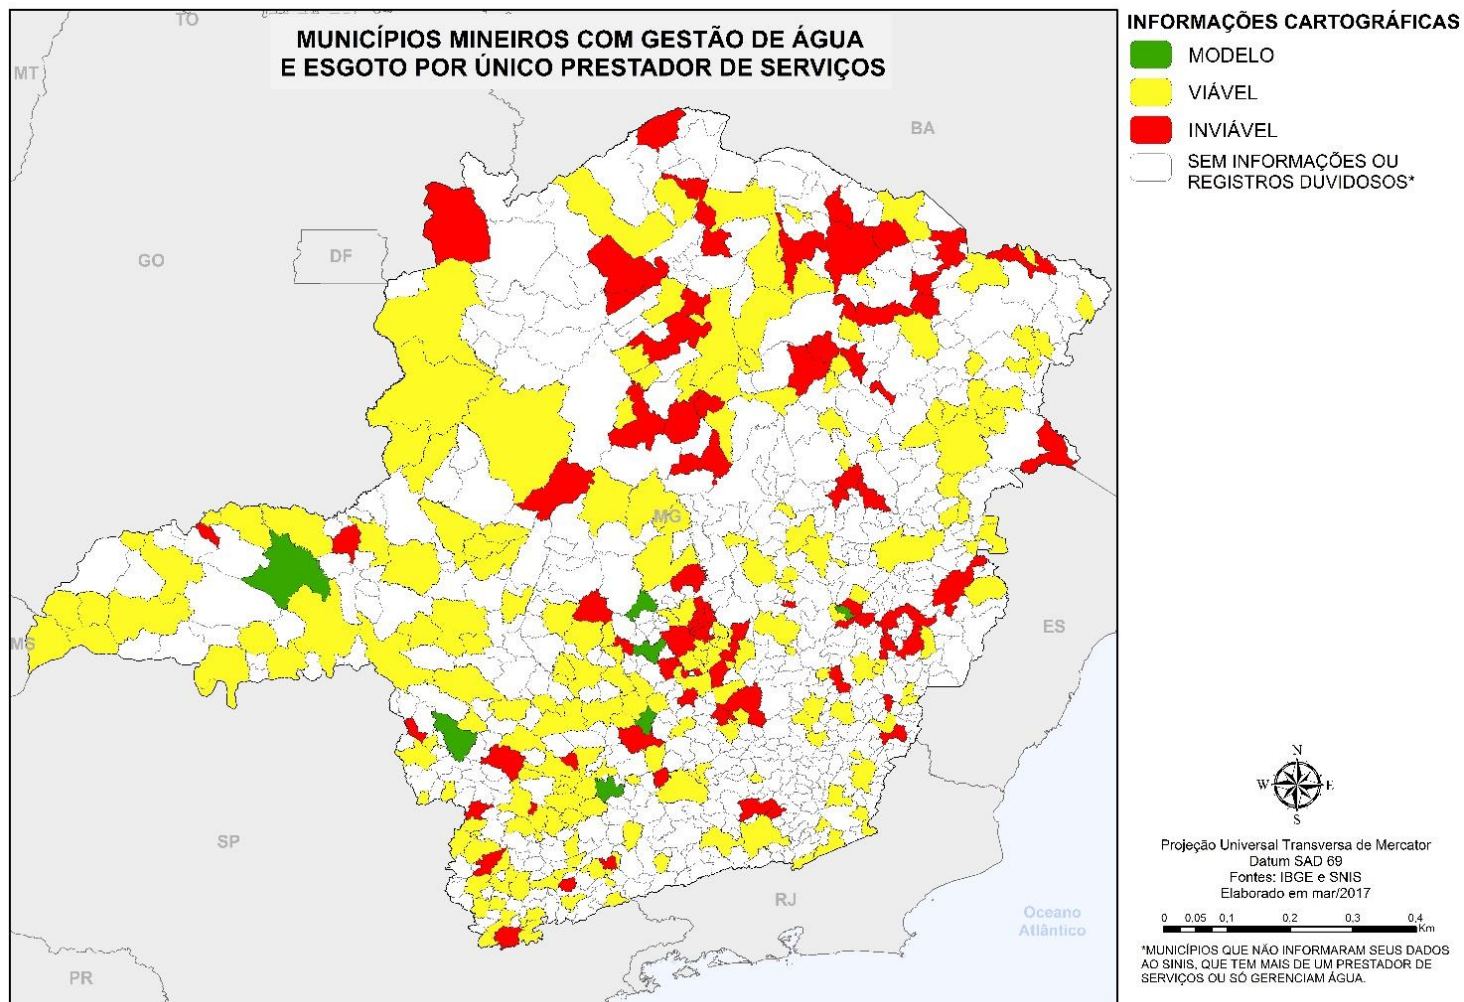 MUNICÍPIOS MINEIROS COM GESTÃO DE ÁGUA
E ESGOTO POR ÚNICO PRESTADOR DE SERVIÇOS
TO
MT
BA
GO
DF
MG
MS
ES
SP
RJ
PR
Oceano
Atlântico
INFORMAÇÕES CARTOGRÁFICAS
MODELO
VIÁVEL
INVIÁVEL
SEM INFORMAÇÕES OU
REGISTROS DUVIDOSOS*
N
W E
S
Projeção Universal Transversa de Mercator
Datum SAD 69
Fontes: IBGE e SNIS
Elaborado em mar/2017
0 0,05 0,1 0,2 0,3 0,4
Km
*MUNICÍPIOS QUE NÃO INFORMARAM SEUS DADOS
AO SINIS, QUE TEM MAIS DE UM PRESTADOR DE
SERVIÇOS OU SÓ GERENCIAM ÁGUA.